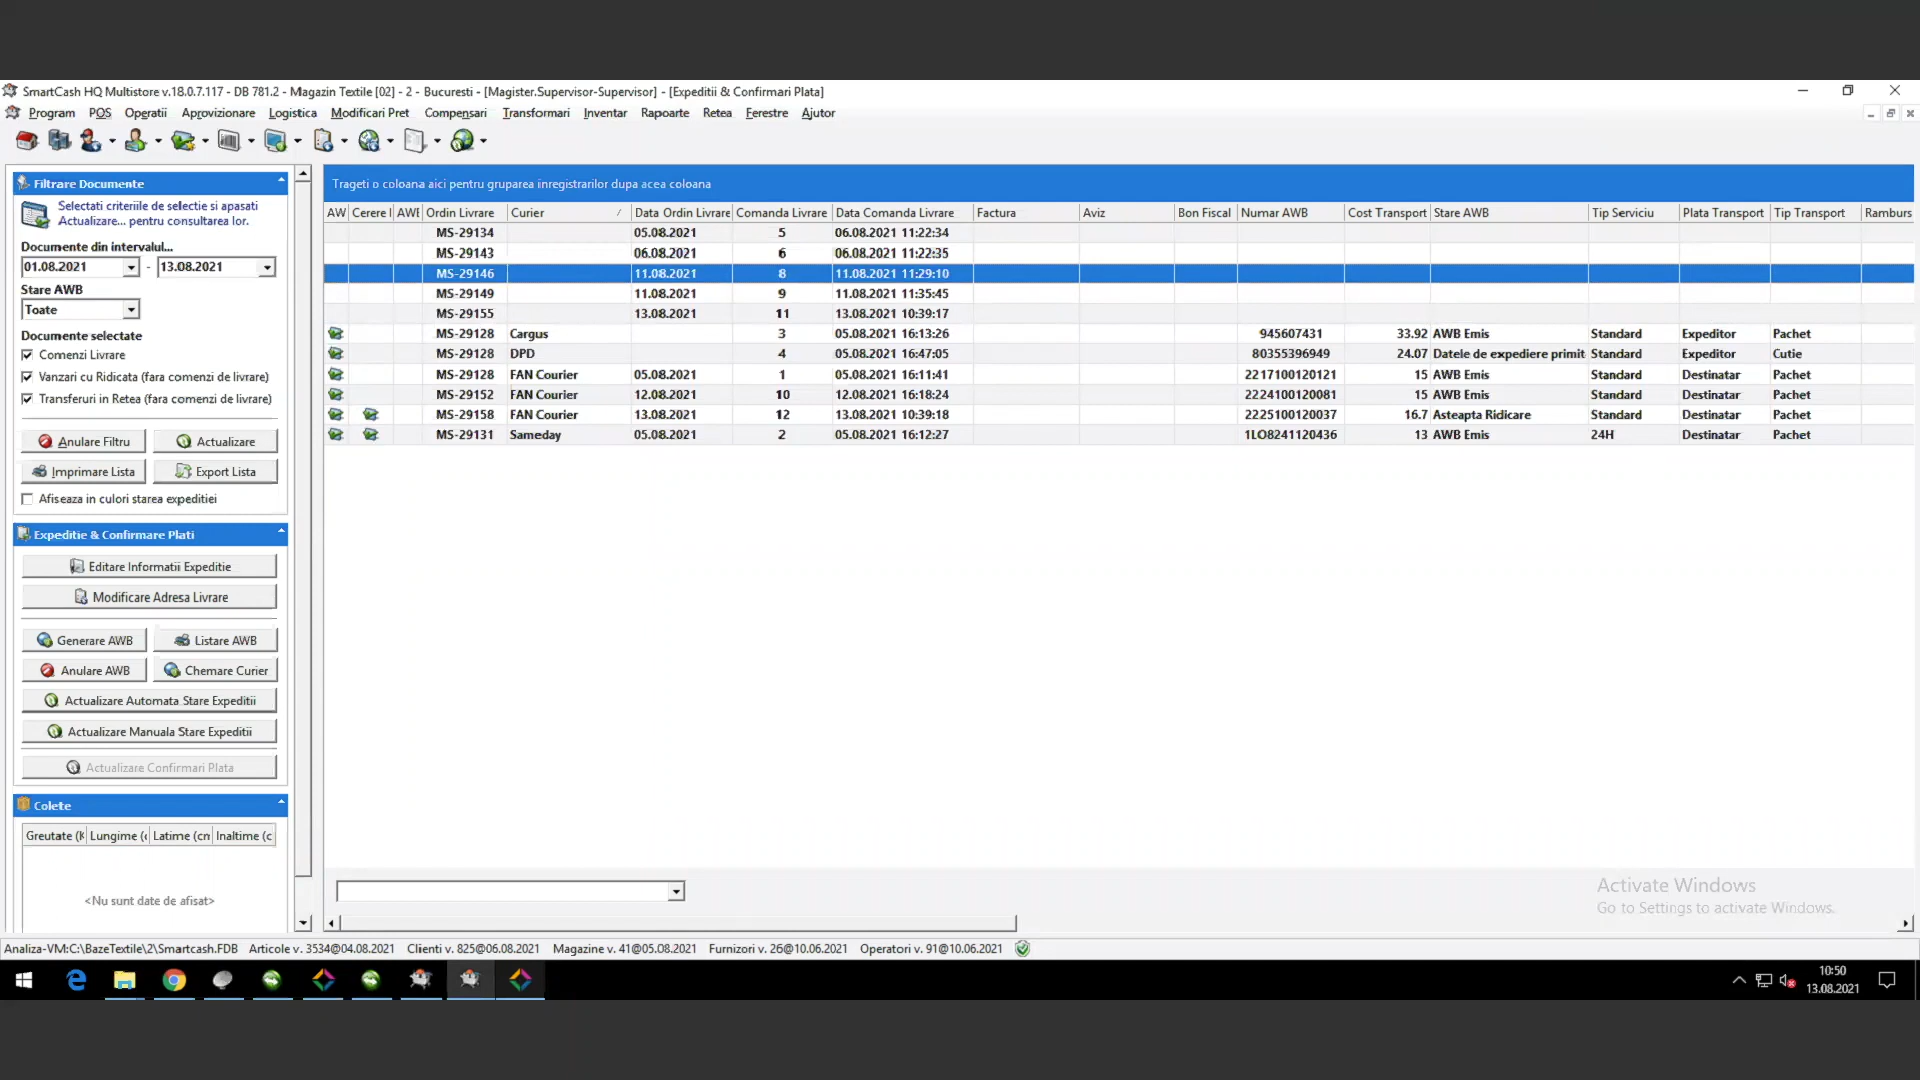 SmartCash HQ Multistore v.18.0.7.117 - DB 781.2 - Magazin Textile [02] - 2 - Bucuresti - [Magister.Supervisor-Supervisor] - [Expeditii & Confirmari Plata]
Program POS Operatii Aprovizionare Logistica Modificari Pret Compensari Transformari Inventar Rapoarte Retea Ferestre Ajutor
Filtrare Documente
Selectati criteriile de selectie si apasati
Actualizare... pentru consultarea lor.
Documente din intervalul...
01.08.2021 - 13.08.2021
Stare AWB
Toate
Documente selectate
Comenzi Livrare
Vanzari cu Ridicata (fara comenzi de livrare)
Transferuri in Retea (fara comenzi de livrare)
Anulare Filtru Actualizare
Imprimare Lista Export Lista
Afiseaza in culori starea expeditiei
Expeditie & Confirmare Plati
Editare Informatii Expeditie
Modificare Adresa Livrare
Generare AWB Listare AWB
Anulare AWB Chemare Curier
Actualizare Automata Stare Expeditii
Actualizare Manuala Stare Expeditii
Actualizare Confirmari Plata
Colete
Greutate (K Lungime (c Latime (cm Inaltime (c
<Nu sunt date de afisat>
Trageti o coloana aici pentru gruparea inregistrarilor dupa acea coloana
AW Cerere I AWE Ordin Livrare Curier Data Ordin Livrare Comanda Livrare Data Comanda Livrare Factura Aviz Bon Fiscal Numar AWB Cost Transport Stare AWB Tip Serviciu Plata Transport Tip Transport Ramburs
MS-29134 05.08.2021 5 06.08.2021 11:22:34
MS-29143 06.08.2021 6 06.08.2021 11:22:35
MS-29146 11.08.2021 8 11.08.2021 11:29:10
MS-29149 11.08.2021 9 11.08.2021 11:35:45
MS-29155 13.08.2021 11 13.08.2021 10:39:17
MS-29128 Cargus 3 05.08.2021 16:13:26 945607431 33.92 AWB Emis Standard Expeditor Pachet
MS-29128 DPD 4 05.08.2021 16:47:05 80355396949 24.07 Datele de expediere primit Standard Expeditor Cutie
MS-29128 FAN Courier 05.08.2021 1 05.08.2021 16:11:41 2217100120121 15 AWB Emis Standard Destinatar Pachet
MS-29152 FAN Courier 12.08.2021 10 12.08.2021 16:18:24 2224100120081 15 AWB Emis Standard Destinatar Pachet
MS-29158 FAN Courier 13.08.2021 12 13.08.2021 10:39:18 2225100120037 16.7 Asteapta Ridicare Standard Destinatar Pachet
MS-29131 Sameday 05.08.2021 2 05.08.2021 16:12:27 1LO8241120436 13 AWB Emis 24H Destinatar Pachet
Activate Windows
Go to Settings to activate Windows.
Analiza-VM:C:\BazeTextile\2\Smartcash.FDB Articole v. 3534@04.08.2021 Clienti v. 825@06.08.2021 Magazine v. 41@05.08.2021 Furnizori v. 26@10.06.2021 Operatori v. 91@10.06.2021
10:50
13.08.2021